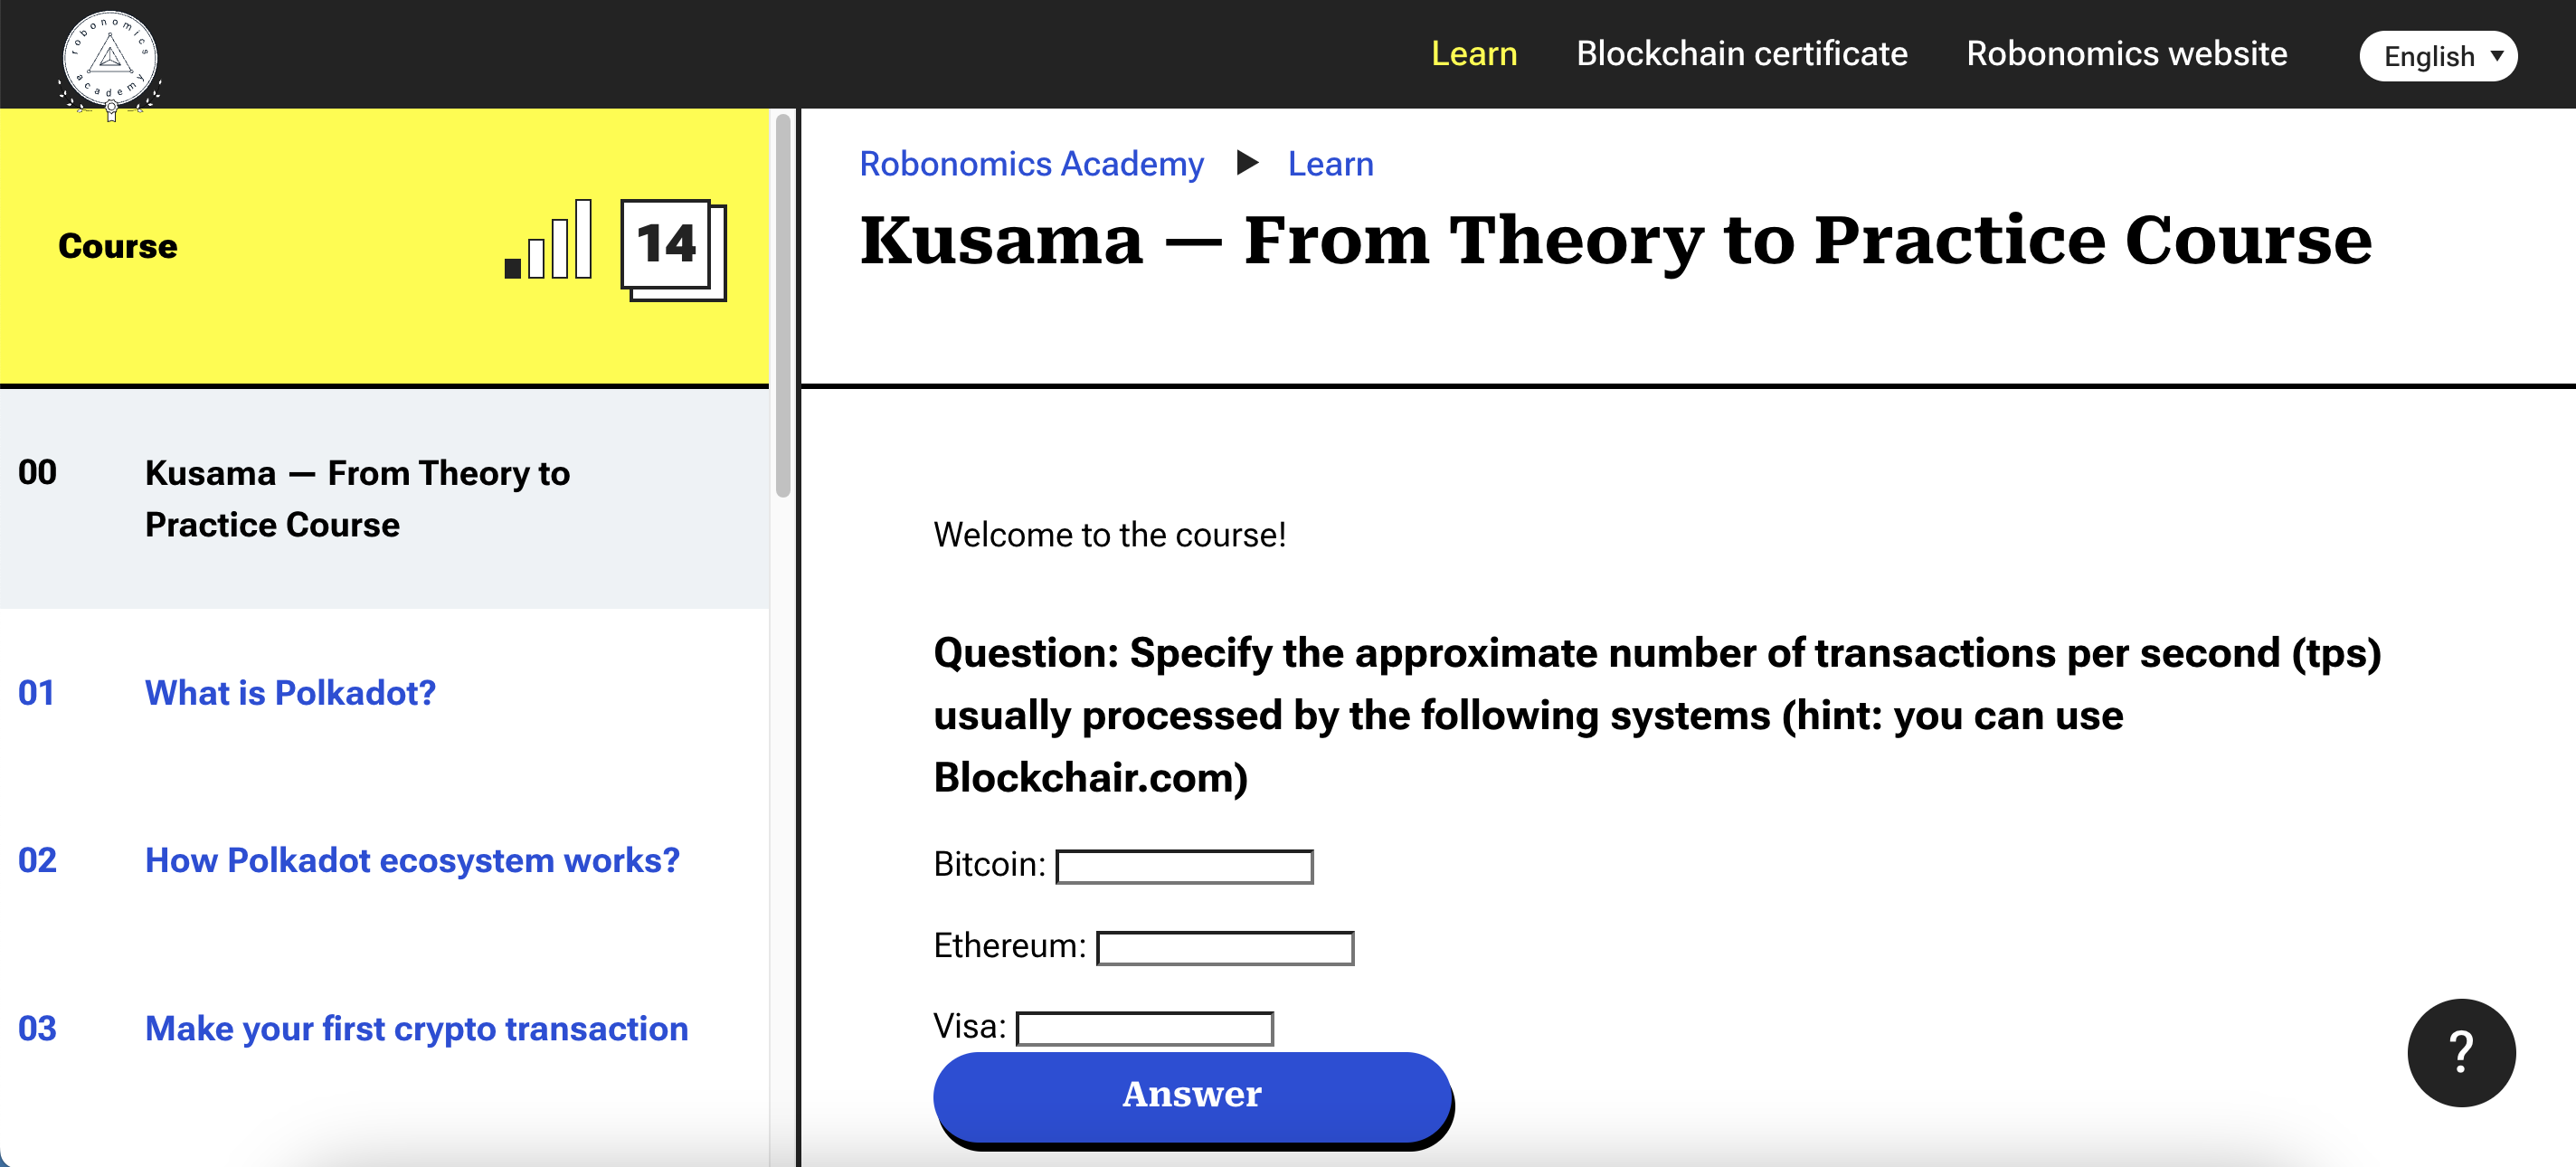 robonomics
academy
Learn
Blockchain certificate
Robonomics website
English
Course
14
00
Kusama — From Theory to
Practice Course
01
What is Polkadot?
02
How Polkadot ecosystem works?
03
Make your first crypto transaction
Robonomics Academy
Learn
Kusama — From Theory to Practice Course
Welcome to the course!
Question: Specify the approximate number of transactions per second (tps)
usually processed by the following systems (hint: you can use
Blockchair.com)
Bitcoin:
Ethereum:
Visa:
Answer
?